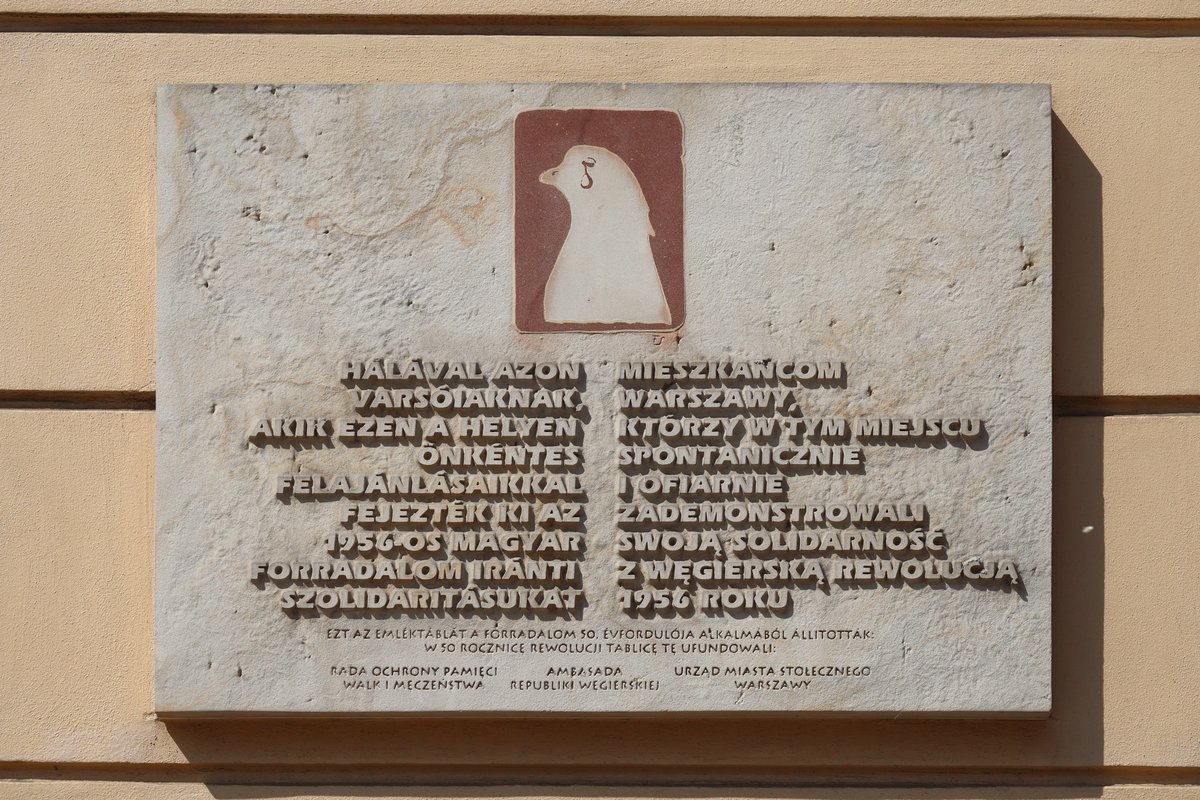 HÁLÁVAL AZON
VARSÓIAKNAK,
AKIK EZEN A HELYEN
ÖNKÉNTES
FELAJÁNLÁSAIKKAL
FEJEZTÉK KI AZ
1956-OS MAGYAR
FORRADALOM IRÁNTI
SZOLIDARITÁSUKAT
MIESZKAŃCOM
WARSZAWY,
KTÓRZY W TYM MIEJSCU
SPONTANICZNIE
I OFIARNIE
ZADEMONSTROWALI
SWOJĄ SOLIDARNOŚĆ
Z WĘGIERSKĄ REWOLUCJĄ
1956 ROKU
EZT AZ EMLÉKTÁBLÁT A FORRADALOM 50. ÉVFORDULÓJA ALKALMÁBÓL ÁLLITOTTÁK:
W 50 ROCZNICĘ REWOLUCJI TABLICĘ TĘ UFUNDOWALI:
RADA OCHRONY PAMIĘCI
WALK I MĘCZEŃSTWA
AMBASADA
REPUBLIKI WĘGIERSKIEJ
URZĄD MIASTA STOŁECZNEGO
WARSZAWY